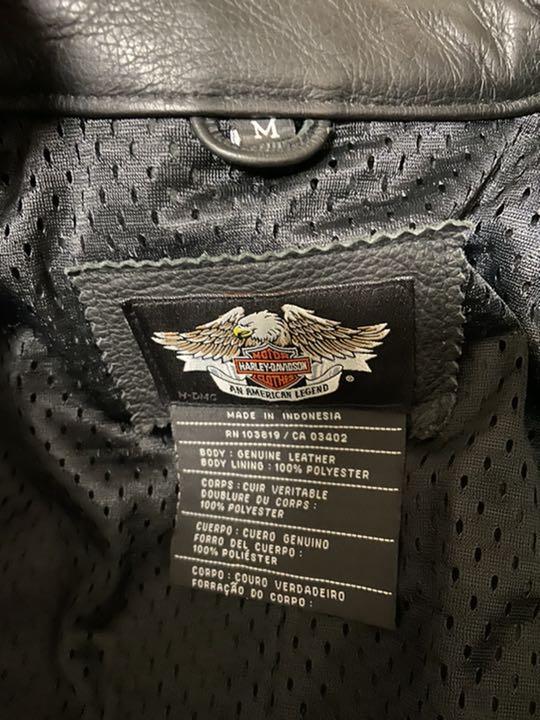 M
MOTOR
HARLEY-DAVIDSON
CLOTHES
AN AMERICAN LEGEND
®
H-DMC
MADE IN INDONESIA
RN 103819 / CA 03402
BODY : GENUINE LEATHER
BODY LINING : 100% POLYESTER
CORPS : CUIR VERITABLE
DOUBLURE DU CORPS :
100% POLYESTER
CUERPO : CUERO GENUINO
FORRO DEL CUERPO :
100% POLIÉSTER
CORPO : COURO VERDADEIRO
FORRAÇÃO DO CORPO :